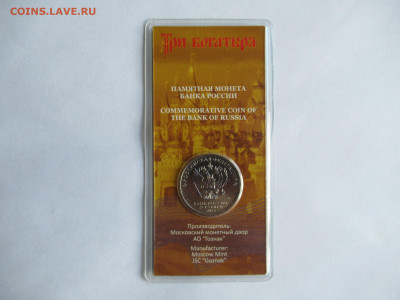 COINS.LAVE.RU
Три богатыря
ПАМЯТНАЯ МОНЕТА
БАНКА РОССИИ
COMMEMORATIVE COIN OF
THE BANK OF RUSSIA
Производитель:
Московский монетный двор
АО "Гознак"
Manufacturer:
Moscow Mint
JSC "Goznak"